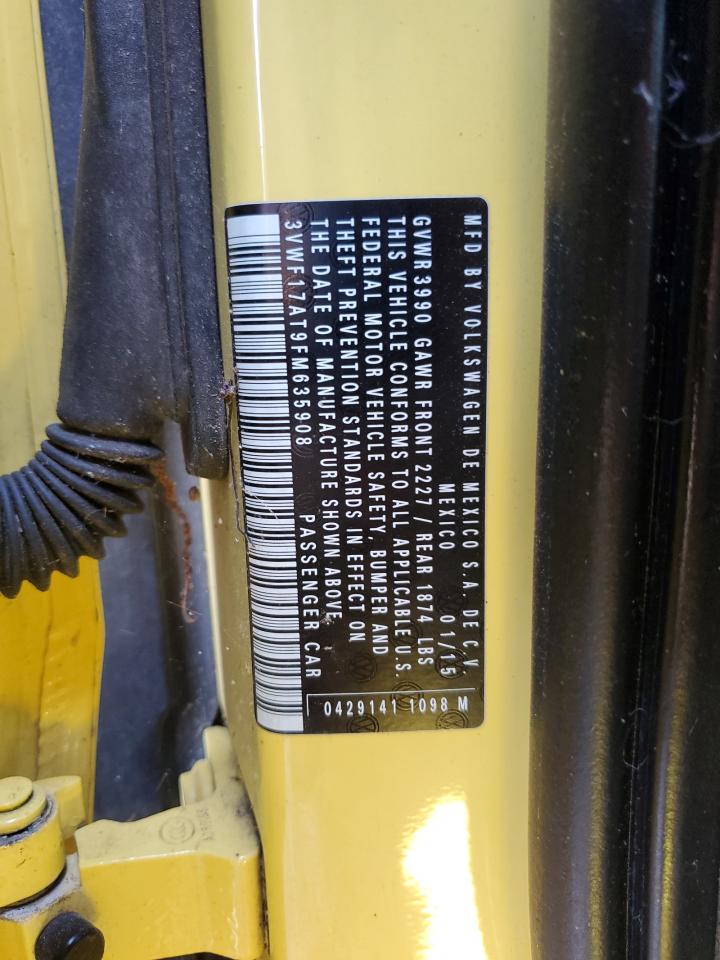 MFD BY VOLKSWAGEN DE MEXICO S.A. DE C.V.
MEXICO 01/15
GVWR 3990 GAWR FRONT 2227 / REAR 1874 LBS
THIS VEHICLE CONFORMS TO ALL APPLICABLE U.S.
FEDERAL MOTOR VEHICLE SAFETY, BUMPER AND
THEFT PREVENTION STANDARDS IN EFFECT ON
THE DATE OF MANUFACTURE SHOWN ABOVE
3VWF17AT9FM635908 PASSENGER CAR
0429141 1098 M